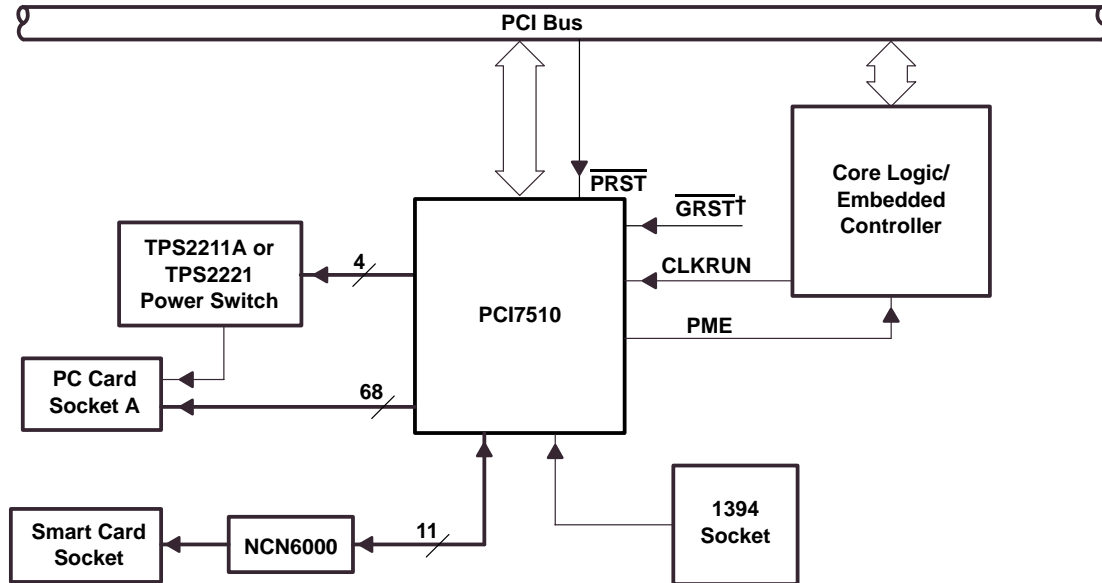 PCI Bus
PRST
GRST†
Core Logic/
Embedded
Controller
TPS2211A or
TPS2221
Power Switch
4
CLKRUN
PCI7510
PME
PC Card
Socket A
68
1394
Socket
Smart Card
Socket
NCN6000
11